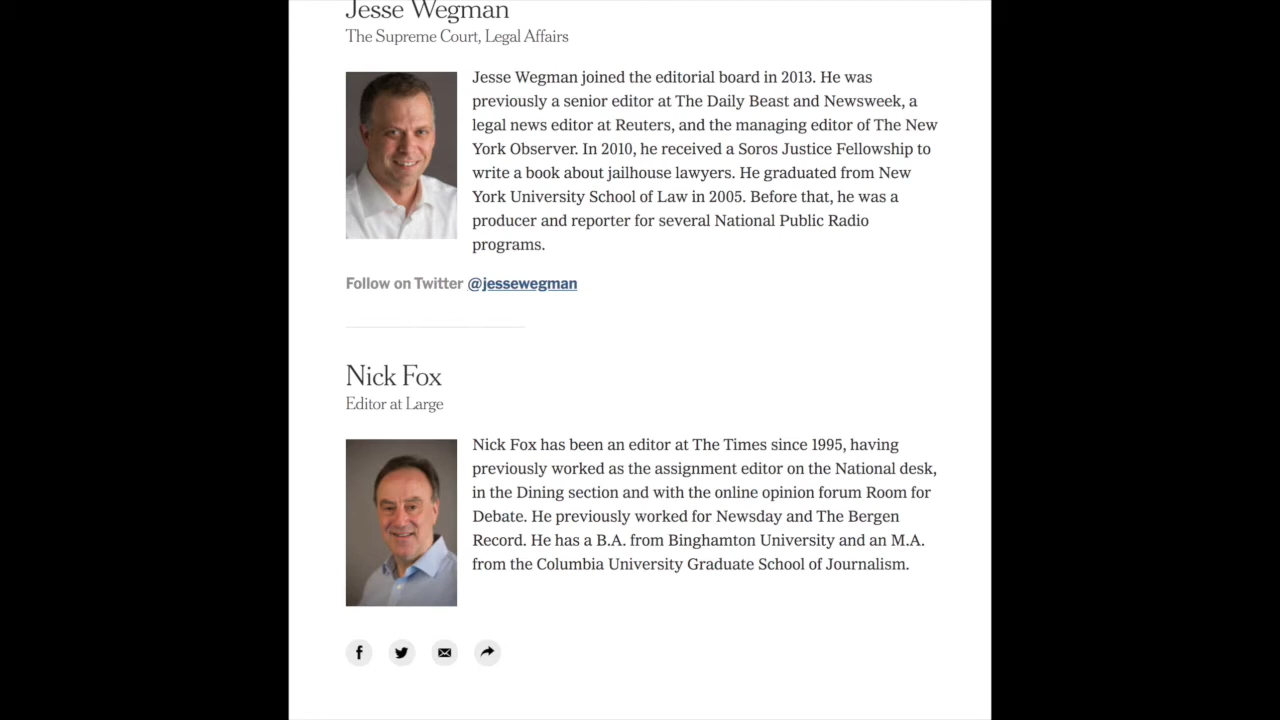 Jesse Wegman
The Supreme Court, Legal Affairs
Jesse Wegman joined the editorial board in 2013. He was
previously a senior editor at The Daily Beast and Newsweek, a
legal news editor at Reuters, and the managing editor of The New
York Observer. In 2010, he received a Soros Justice Fellowship to
write a book about jailhouse lawyers. He graduated from New
York University School of Law in 2005. Before that, he was a
producer and reporter for several National Public Radio
programs.
Follow on Twitter @jessewegman
Nick Fox
Editor at Large
Nick Fox has been an editor at The Times since 1995, having
previously worked as the assignment editor on the National desk,
in the Dining section and with the online opinion forum Room for
Debate. He previously worked for Newsday and The Bergen
Record. He has a B.A. from Binghamton University and an M.A.
from the Columbia University Graduate School of Journalism.